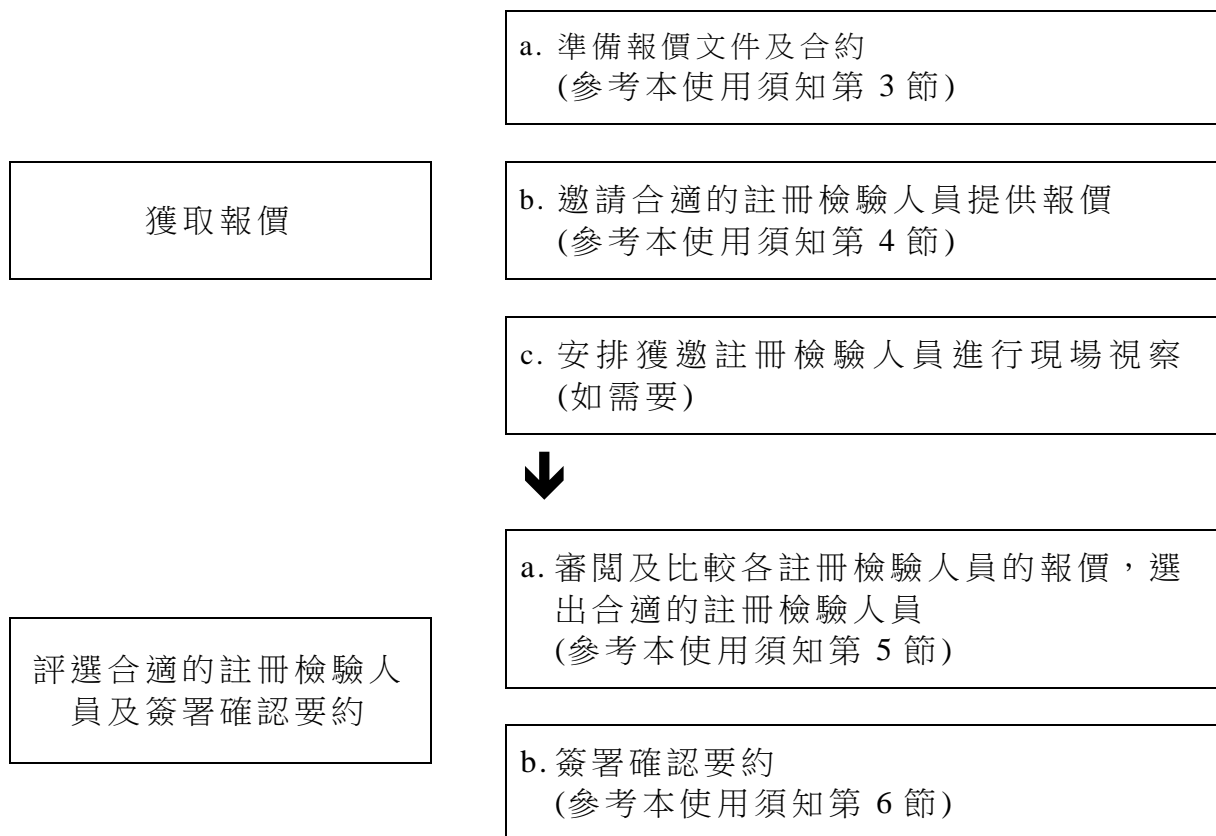 a. 準備報價文件及合約
(參考本使用須知第 3 節)
獲取報價
b. 邀請合適的註冊檢驗人員提供報價
(參考本使用須知第 4 節)
c. 安排獲邀註冊檢驗人員進行現場視察
(如需要)
a. 審閱及比較各註冊檢驗人員的報價，選
出合適的註冊檢驗人員
(參考本使用須知第 5 節)
評選合適的註冊檢驗人
員及簽署確認要約
b. 簽署確認要約
(參考本使用須知第 6 節)